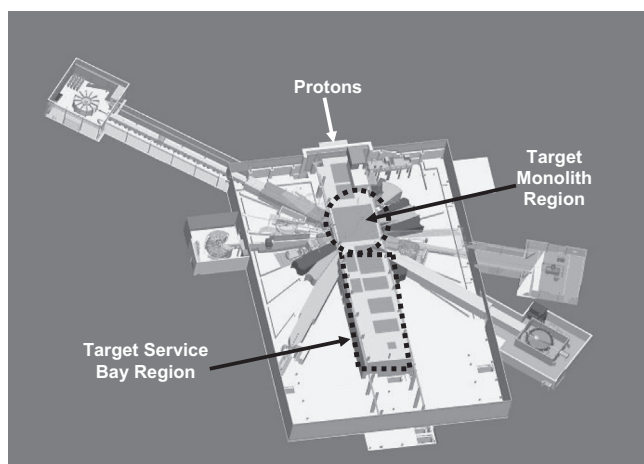 Protons
Target
Monolith
Region
Target Service
Bay Region